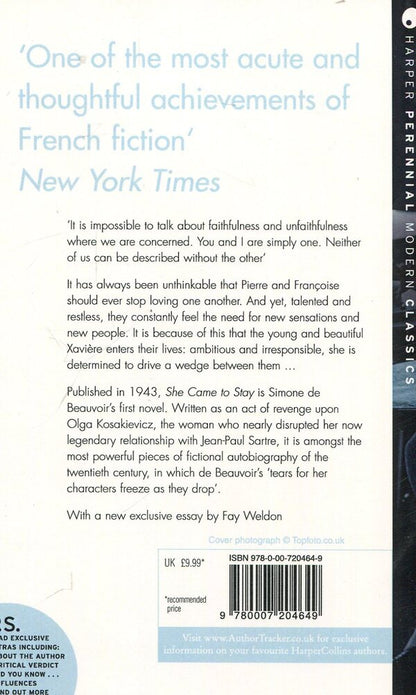 'One of the most acute and
thoughtful achievements of
French fiction'
New York Times
'It is impossible to talk about faithfulness and unfaithfulness
where we are concerned. You and I are simply one. Neither
of us can be described without the other'
It has always been unthinkable that Pierre and Françoise
should ever stop loving one another. And yet, talented and
restless, they constantly feel the need for new sensations and
new people. It is because of this that the young and beautiful
Xavière enters their lives: ambitious and irresponsible, she is
determined to drive a wedge between them ...
Published in 1943, She Came to Stay is Simone de
Beauvoir's first novel. Written as an act of revenge upon
Olga Kosakievicz, the woman who nearly disrupted her now
legendary relationship with Jean-Paul Sartre, it is amongst the
most powerful pieces of fictional autobiography of the
twentieth century, in which de Beauvoir's 'tears for her
characters freeze as they drop'.
With a new exclusive essay by Fay Weldon
Cover photograph © Topfoto.co.uk
UK £9.99*
*recommended
price
ISBN 978-0-00-720464-9
9 780007 204649
Visit www.AuthorTracker.co.uk for exclusive
information on your favourite HarperCollins authors.
.S.
AD EXCLUSIVE
TRAS INCLUDING:
BOUT THE AUTHOR
RITICAL VERDICT
D YOU KNOW ...
FLUENCES
ND OUT MORE
HARPER PERENNIAL MODERN CLASSICS